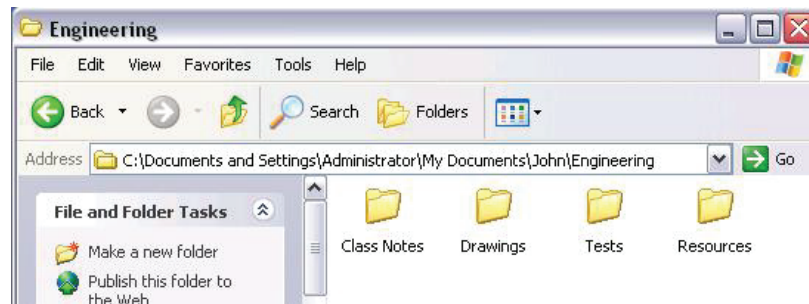 Engineering
File Edit View Favorites Tools Help
Back Search Folders
Address C:\Documents and Settings\Administrator\My Documents\John\Engineering Go
File and Folder Tasks
Make a new folder
Publish this folder to
the Web
Class Notes Drawings Tests Resources